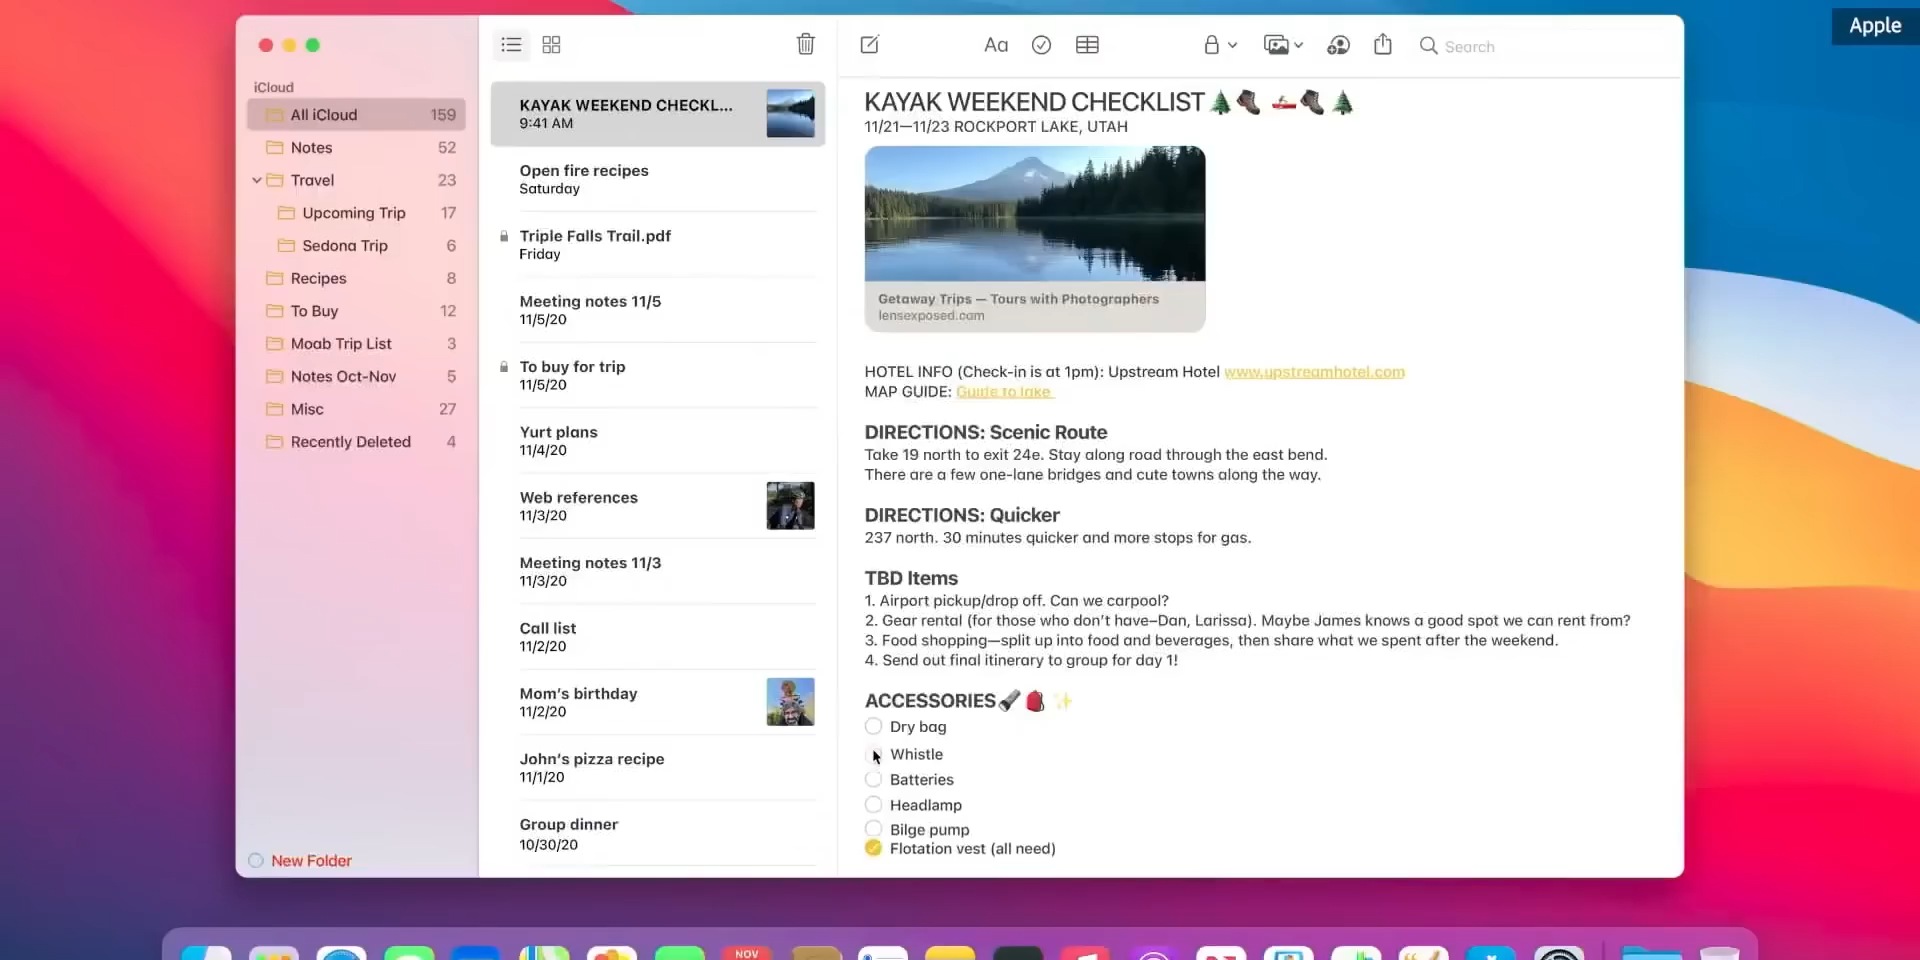 Apple
iCloud
All iCloud 159
Notes 52
Travel 23
Upcoming Trip 17
Sedona Trip 6
Recipes 8
To Buy 12
Moab Trip List 3
Notes Oct-Nov 5
Misc 27
Recently Deleted 4
New Folder
KAYAK WEEKEND CHECKL...
9:41 AM
Open fire recipes
Saturday
Triple Falls Trail.pdf
Friday
Meeting notes 11/5
11/5/20
To buy for trip
11/5/20
Yurt plans
11/4/20
Web references
11/3/20
Meeting notes 11/3
11/3/20
Call list
11/2/20
Mom's birthday
11/2/20
John's pizza recipe
11/1/20
Group dinner
10/30/20
Aa
Search
KAYAK WEEKEND CHECKLIST
11/21—11/23 ROCKPORT LAKE, UTAH
Getaway Trips — Tours with Photographers
lensexposed.com
HOTEL INFO (Check-in is at 1pm): Upstream Hotel www.upstreamhotel.com
MAP GUIDE: Guide to lake
DIRECTIONS: Scenic Route
Take 19 north to exit 24e. Stay along road through the east bend.
There are a few one-lane bridges and cute towns along the way.
DIRECTIONS: Quicker
237 north. 30 minutes quicker and more stops for gas.
TBD Items
1. Airport pickup/drop off. Can we carpool?
2. Gear rental (for those who don't have–Dan, Larissa). Maybe James knows a good spot we can rent from?
3. Food shopping—split up into food and beverages, then share what we spent after the weekend.
4. Send out final itinerary to group for day 1!
ACCESSORIES
Dry bag
Whistle
Batteries
Headlamp
Bilge pump
Flotation vest (all need)
NOV